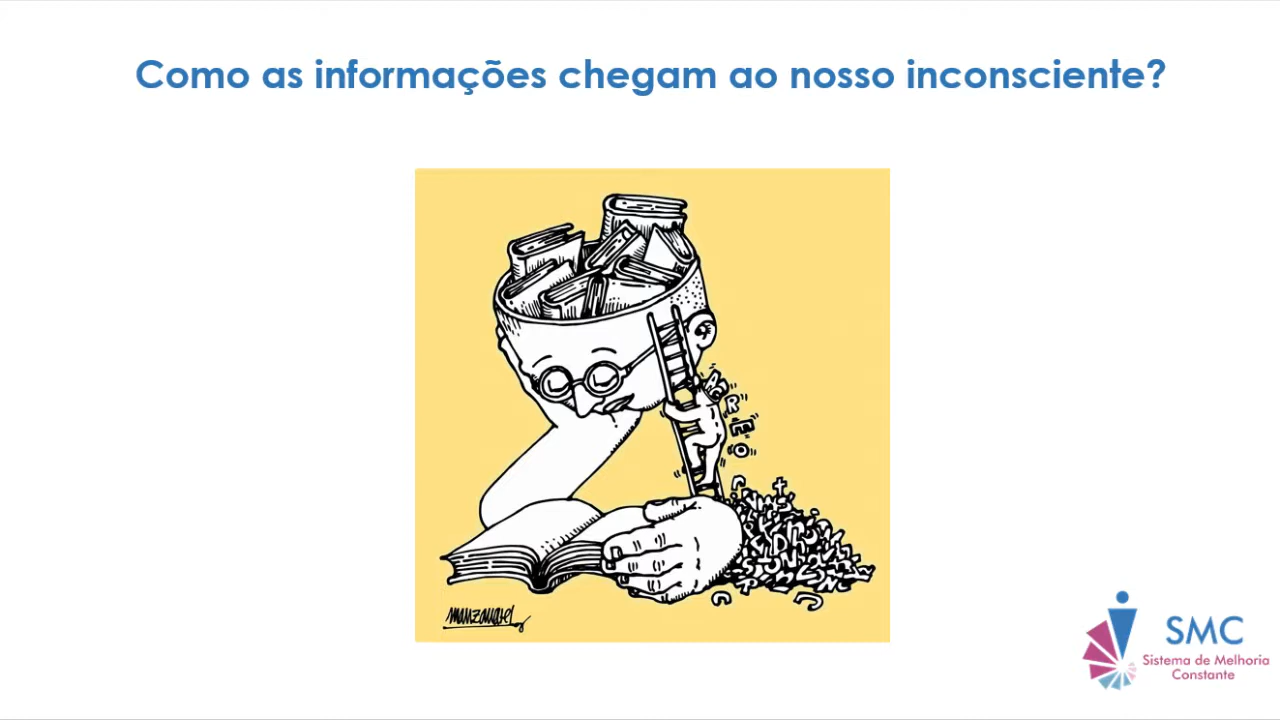 Como as informações chegam ao nosso inconsciente?
SMC
Sistema de Melhoria
Constante